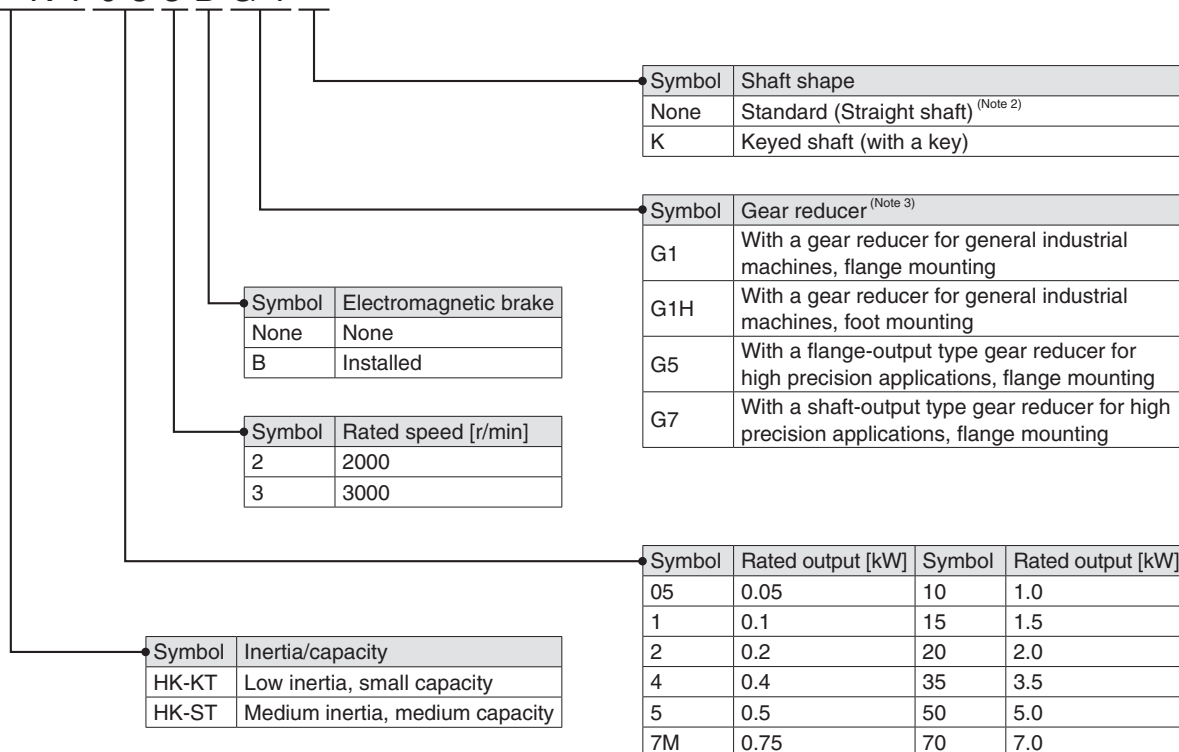 Symbol Shaft shape
None Standard (Straight shaft) (Note 2)
K Keyed shaft (with a key)
Symbol Gear reducer (Note 3)
G1 With a gear reducer for general industrial
machines, flange mounting
G1H With a gear reducer for general industrial
machines, foot mounting
G5 With a flange-output type gear reducer for
high precision applications, flange mounting
G7 With a shaft-output type gear reducer for high
precision applications, flange mounting
Symbol Electromagnetic brake
None None
B Installed
Symbol Rated speed [r/min]
2 2000
3 3000
Symbol Rated output [kW] Symbol Rated output [kW]
05 0.05 10 1.0
1 0.1 15 1.5
2 0.2 20 2.0
4 0.4 35 3.5
5 0.5 50 5.0
7M 0.75 70 7.0
Symbol Inertia/capacity
HK-KT Low inertia, small capacity
HK-ST Medium inertia, medium capacity